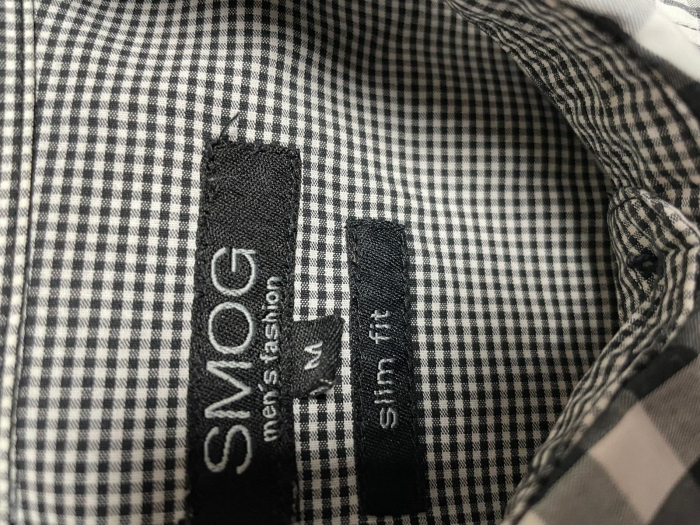 SMOG
men's fashion
M
Slim fit